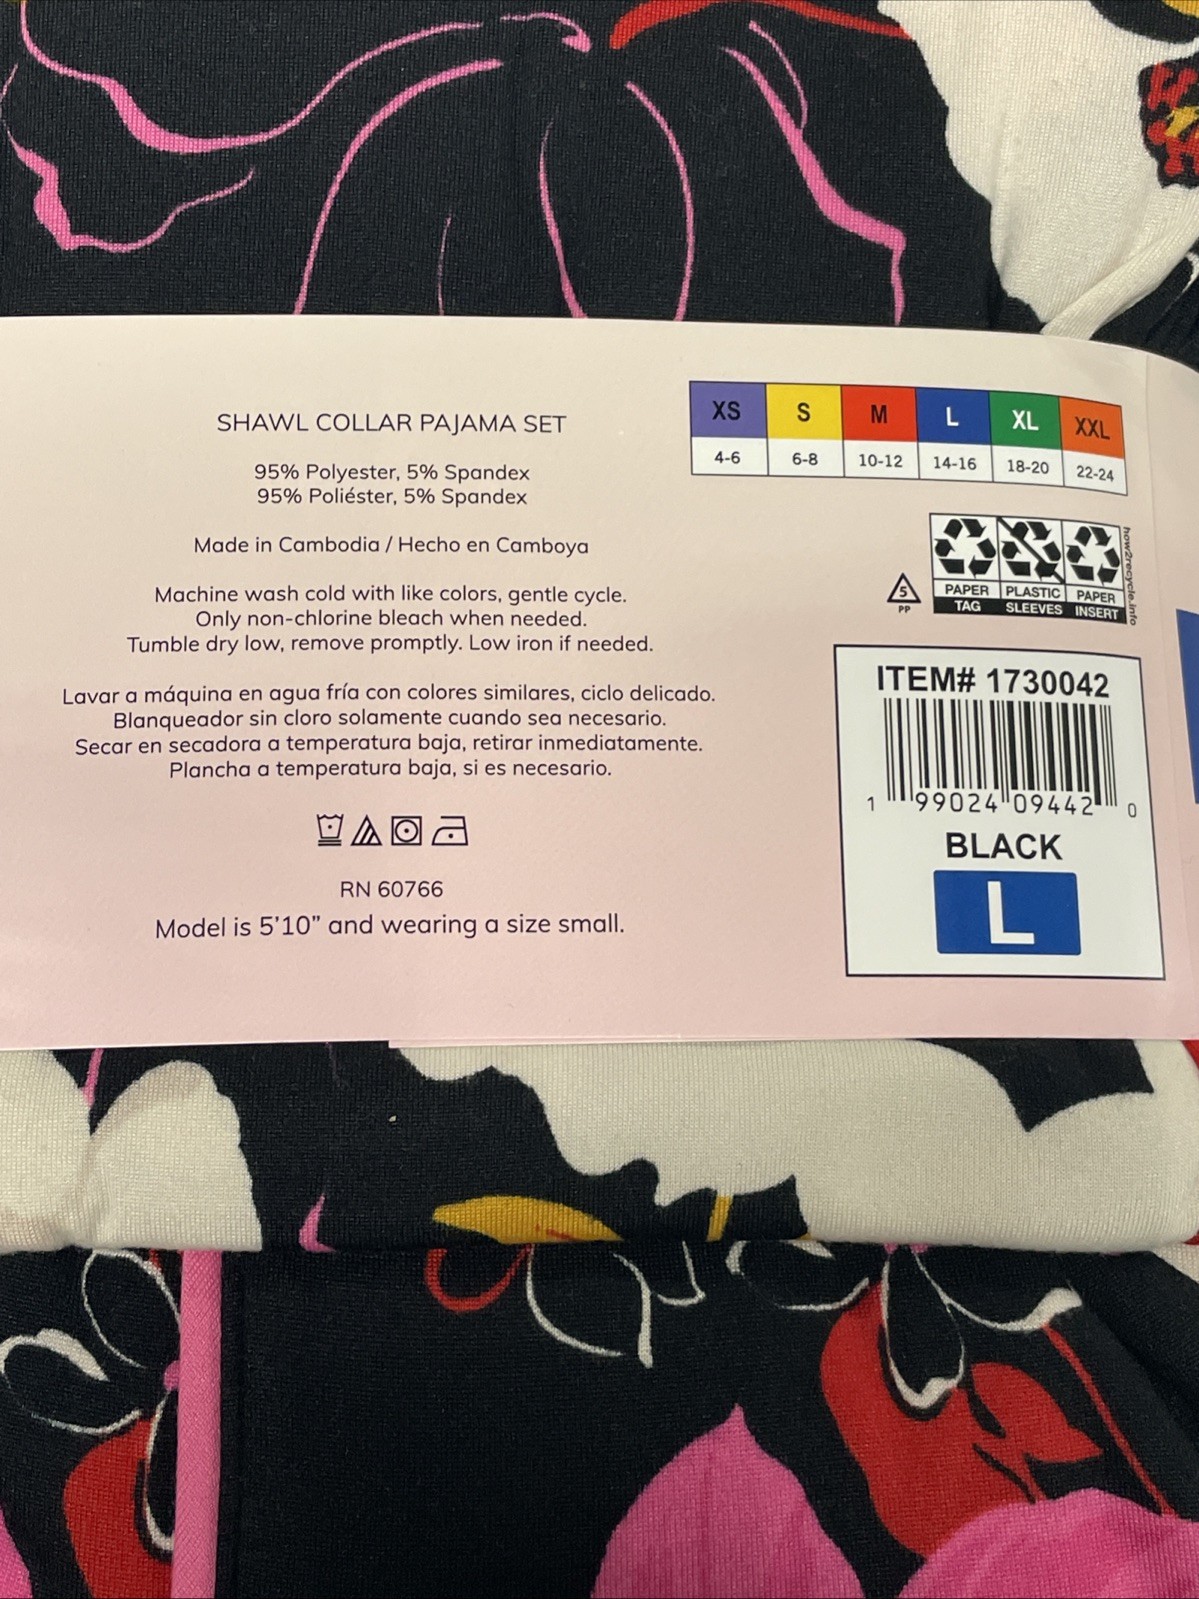 SHAWL COLLAR PAJAMA SET
95% Polyester, 5% Spandex
95% Poliéster, 5% Spandex
Made in Cambodia / Hecho en Camboya
Machine wash cold with like colors, gentle cycle.
Only non-chlorine bleach when needed.
Tumble dry low, remove promptly. Low iron if needed.
Lavar a máquina en agua fría con colores similares, ciclo delicado.
Blanqueador sin cloro solamente cuando sea necesario.
Secar en secadora a temperatura baja, retirar inmediatamente.
Plancha a temperatura baja, si es necesario.
RN 60766
Model is 5'10" and wearing a size small.
XS S M L XL XXL
4-6 6-8 10-12 14-16 18-20 22-24
5
PP
PAPER PLASTIC PAPER
TAG SLEEVES INSERT
how2recycle.info
ITEM# 1730042
1 99024 09442 0
BLACK
L